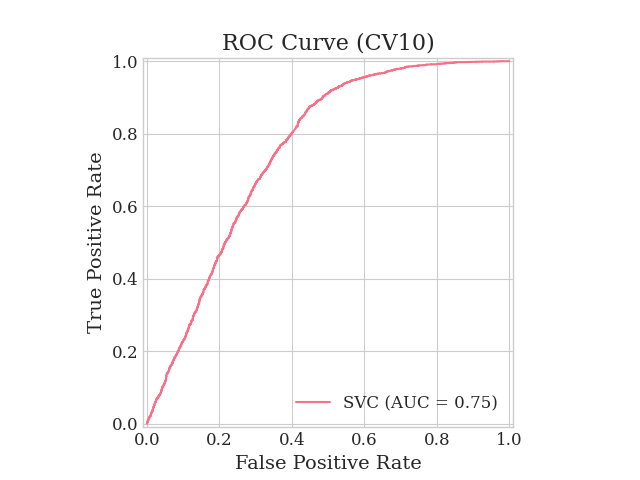 ROC Curve (CV10)
True Positive Rate
1.0
0.8
0.6
0.4
0.2
0.0
SVC (AUC = 0.75)
0.0 0.2 0.4 0.6 0.8 1.0
False Positive Rate